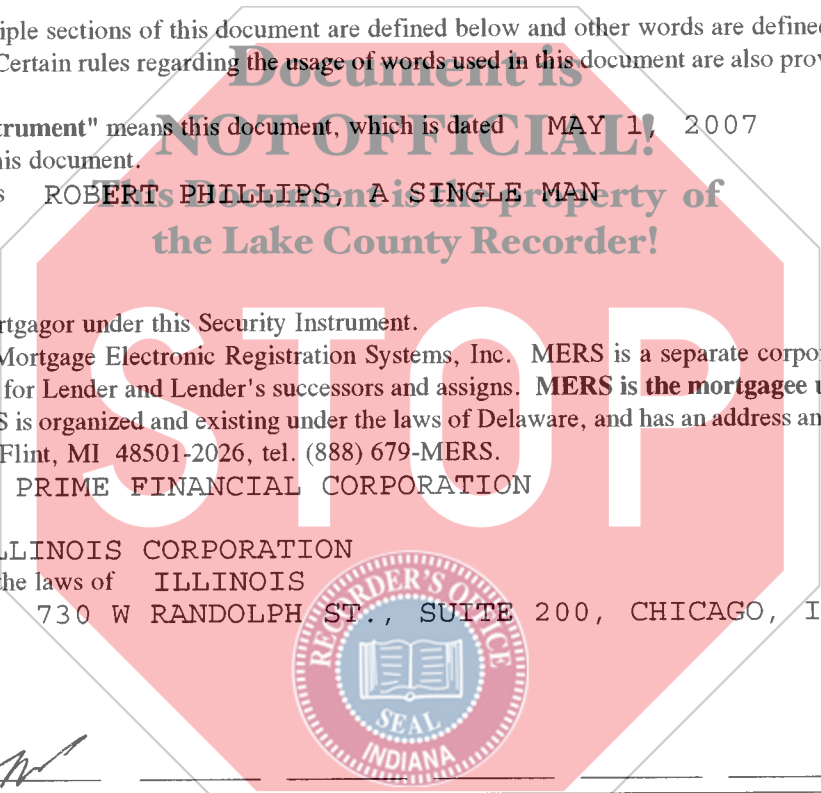 iple sections of this document are defined below and other words are define
Certain rules regarding the usage of words used in this document are also prov
Document is
trument" means this document, which is dated MAY 1, 2007
NOT OFFICIAL!
his document.
s ROBERT PHILLIPS, A SINGLE MAN
This Document is the property of
the Lake County Recorder!
rtgagor under this Security Instrument.
Mortgage Electronic Registration Systems, Inc. MERS is a separate corpo
for Lender and Lender's successors and assigns. MERS is the mortgagee u
S is organized and existing under the laws of Delaware, and has an address an
Flint, MI 48501-2026, tel. (888) 679-MERS.
STOP
PRIME FINANCIAL CORPORATION
LLINOIS CORPORATION
the laws of ILLINOIS
730 W RANDOLPH ST., SUITE 200, CHICAGO, I
RECORDER'S OFFICE
SEAL
INDIANA